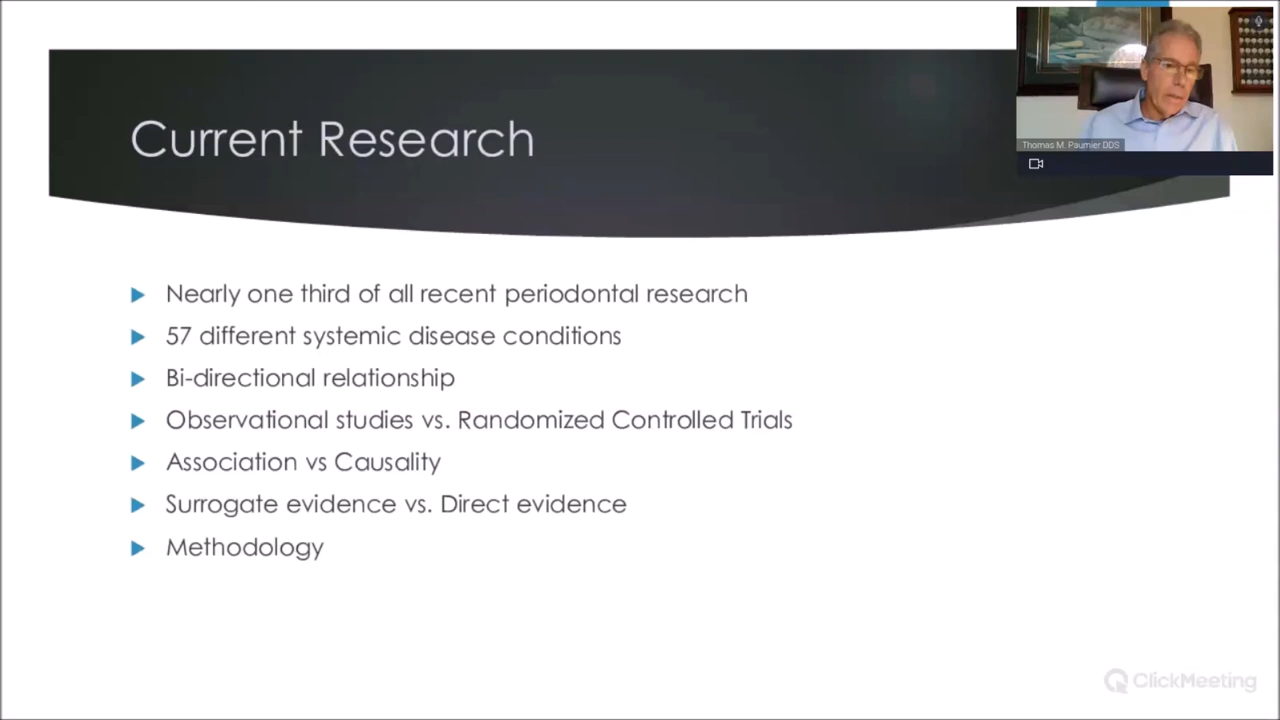 Current Research
Thomas M. Paumier DDS
Nearly one third of all recent periodontal research
57 different systemic disease conditions
Bi-directional relationship
Observational studies vs. Randomized Controlled Trials
Association vs Causality
Surrogate evidence vs. Direct evidence
Methodology
ClickMeeting